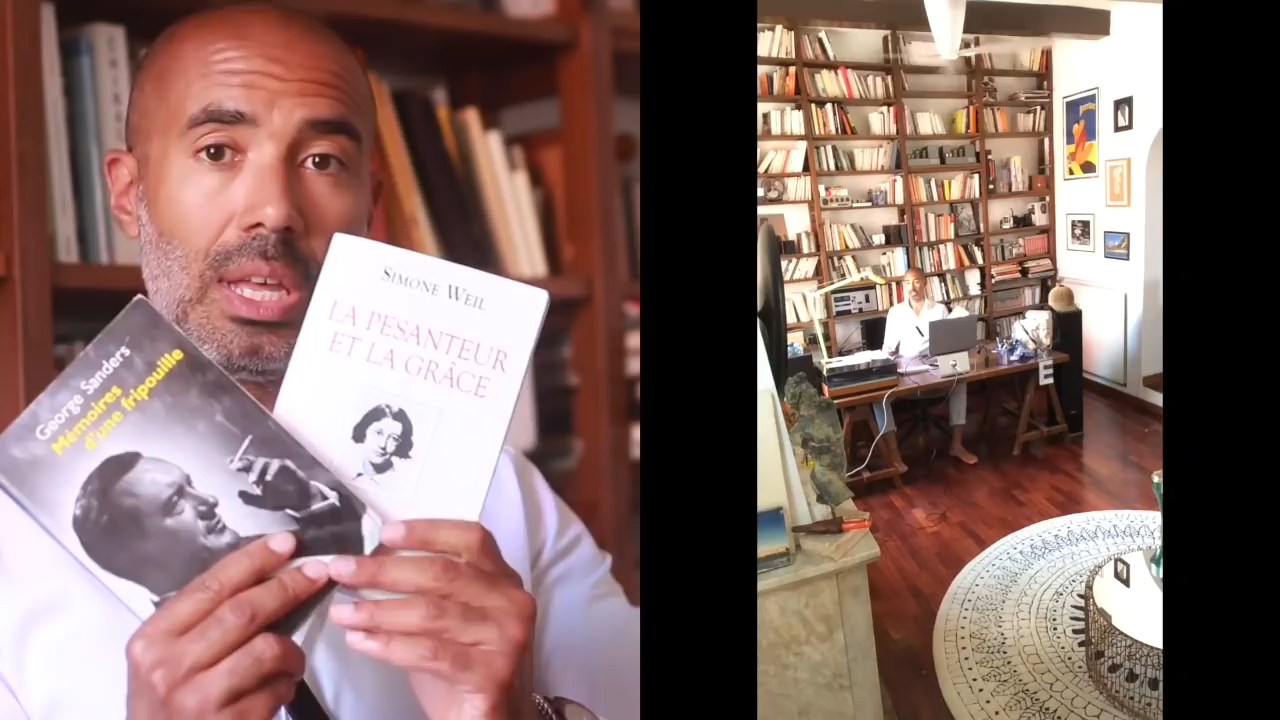 SIMONE WEIL
LA PESANTEUR
ET LA GRÂCE
George Sanders
Mémoires
d'une fripouille
E